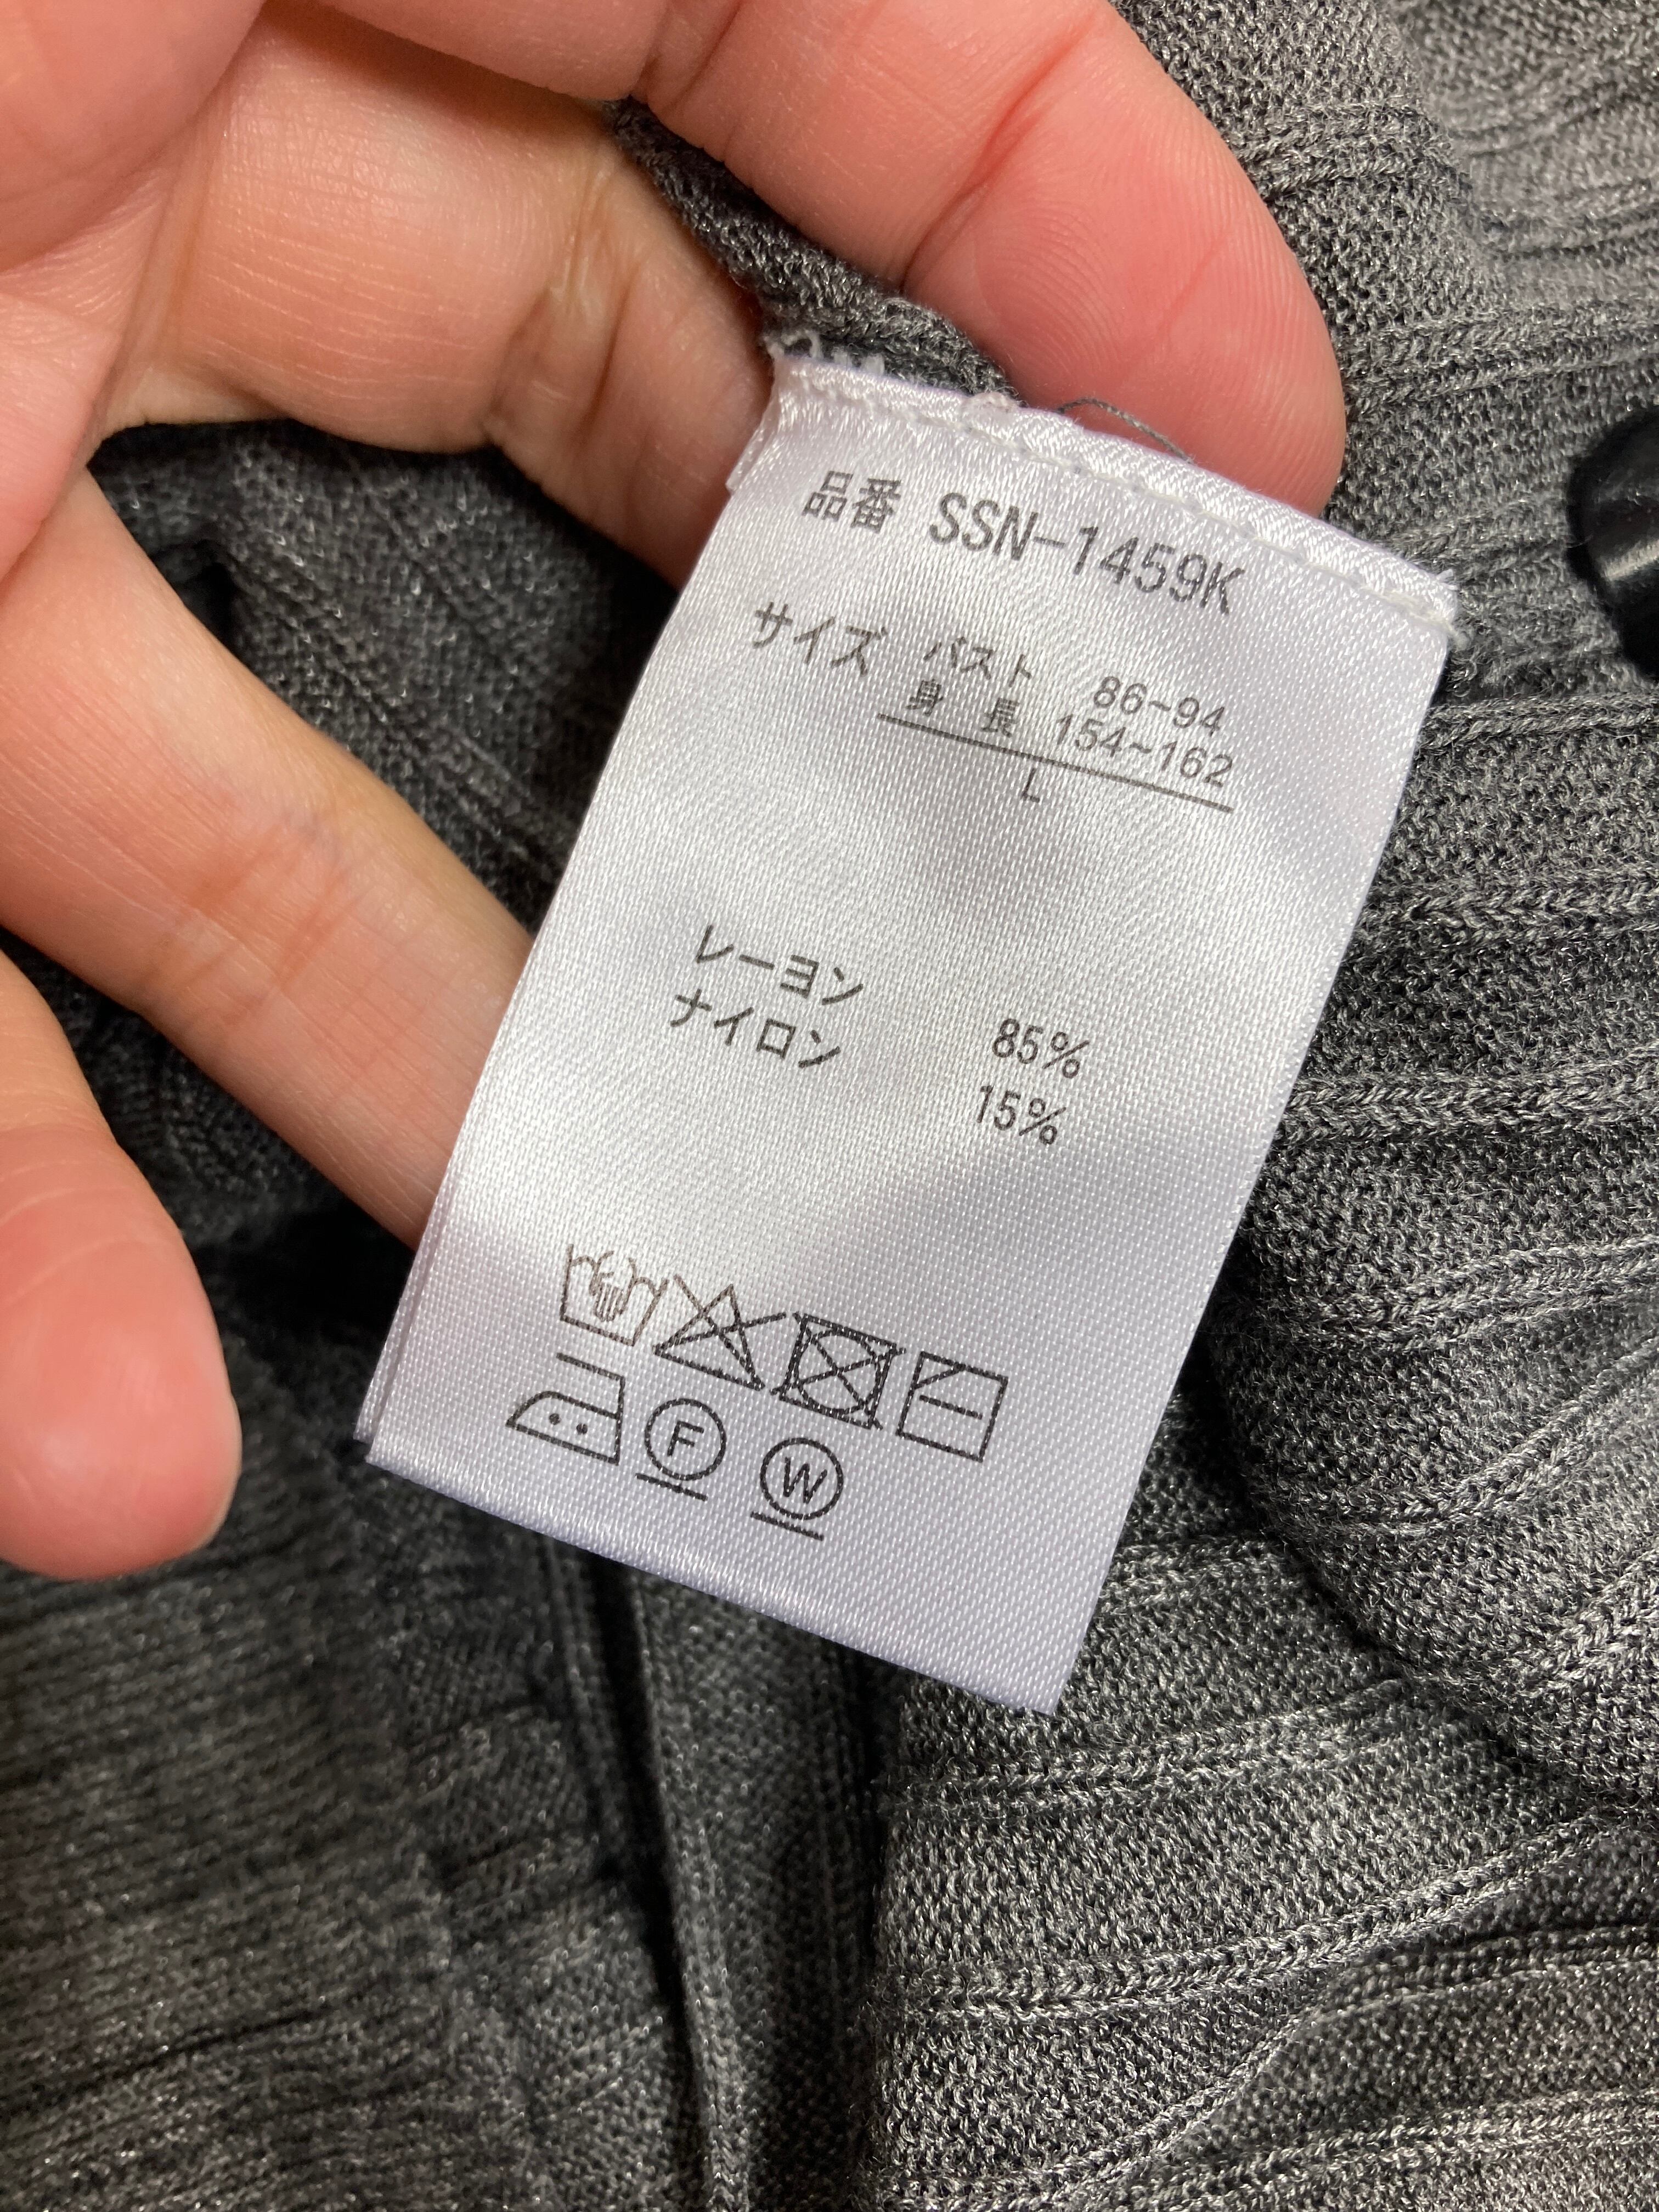 品番 SSN-1459K
サイズ バスト 86~94
身長 154~162
L
レーヨン 85%
ナイロン 15%
F W